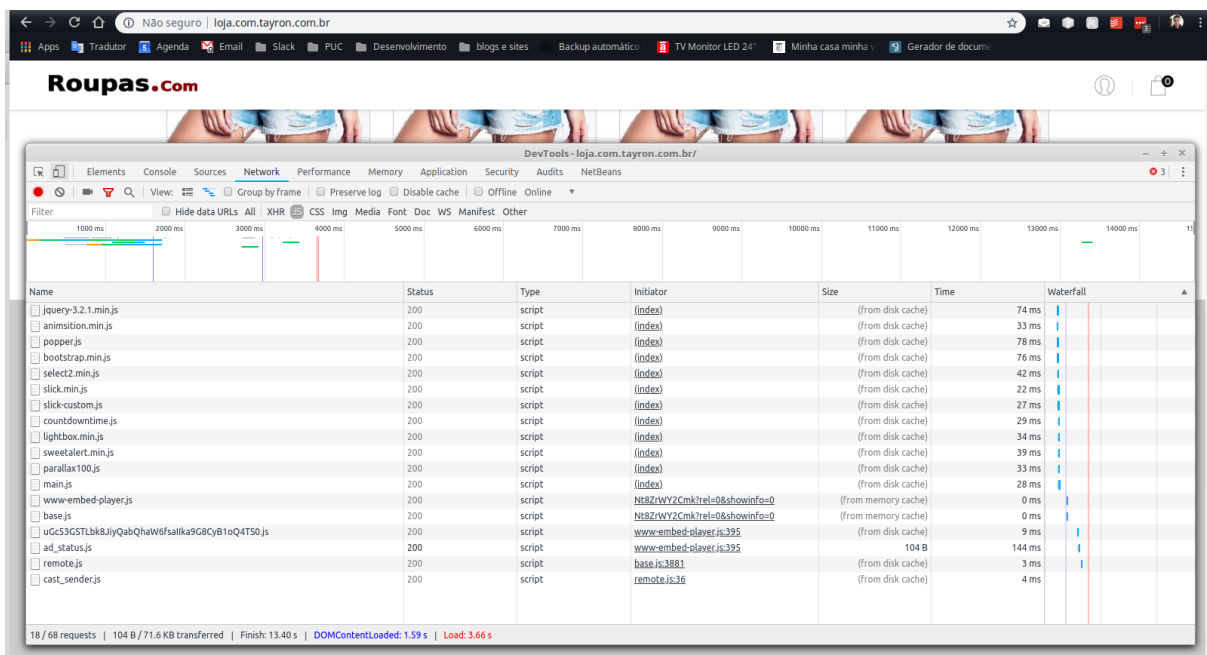 Não seguro | loja.com.tayron.com.br
Apps Tradutor Agenda Email Slack PUC Desenvolvimento blogs e sites Backup automático TV Monitor LED 24" Minha casa minha v Gerador de docume
Roupas.Com 0
DevTools - loja.com.tayron.com.br/
Elements Console Sources Network Performance Memory Application Security Audits NetBeans 3
View: Group by frame Preserve log Disable cache Offline Online
Filter Hide data URLs All XHR JS CSS Img Media Font Doc WS Manifest Other
1000 ms 2000 ms 3000 ms 4000 ms 5000 ms 6000 ms 7000 ms 8000 ms 9000 ms 10000 ms 11000 ms 12000 ms 13000 ms 14000 ms 15
Name Status Type Initiator Size Time Waterfall
jquery-3.2.1.min.js 200 script (index) (from disk cache) 74 ms
animsition.min.js 200 script (index) (from disk cache) 33 ms
popper.js 200 script (index) (from disk cache) 78 ms
bootstrap.min.js 200 script (index) (from disk cache) 76 ms
select2.min.js 200 script (index) (from disk cache) 42 ms
slick.min.js 200 script (index) (from disk cache) 22 ms
slick-custom.js 200 script (index) (from disk cache) 27 ms
countdowntime.js 200 script (index) (from disk cache) 29 ms
lightbox.min.js 200 script (index) (from disk cache) 34 ms
sweetalert.min.js 200 script (index) (from disk cache) 39 ms
parallax100.js 200 script (index) (from disk cache) 33 ms
main.js 200 script (index) (from disk cache) 28 ms
www-embed-player.js 200 script Nt8ZrWY2Cmk?rel=0&showinfo=0 (from memory cache) 0 ms
base.js 200 script Nt8ZrWY2Cmk?rel=0&showinfo=0 (from memory cache) 0 ms
200 script www-embed-player.js:395 (from disk cache) 9 ms
ad_status.js 200 script www-embed-player.js:395 104 B 144 ms
remote.js 200 script base.js:3881 (from disk cache) 3 ms
cast_sender.js 200 script remote.js:36 (from disk cache) 4 ms
18 / 68 requests | 104 B / 71.6 KB transferred | Finish: 13.40 s | DOMContentLoaded: 1.59 s | Load: 3.66 s